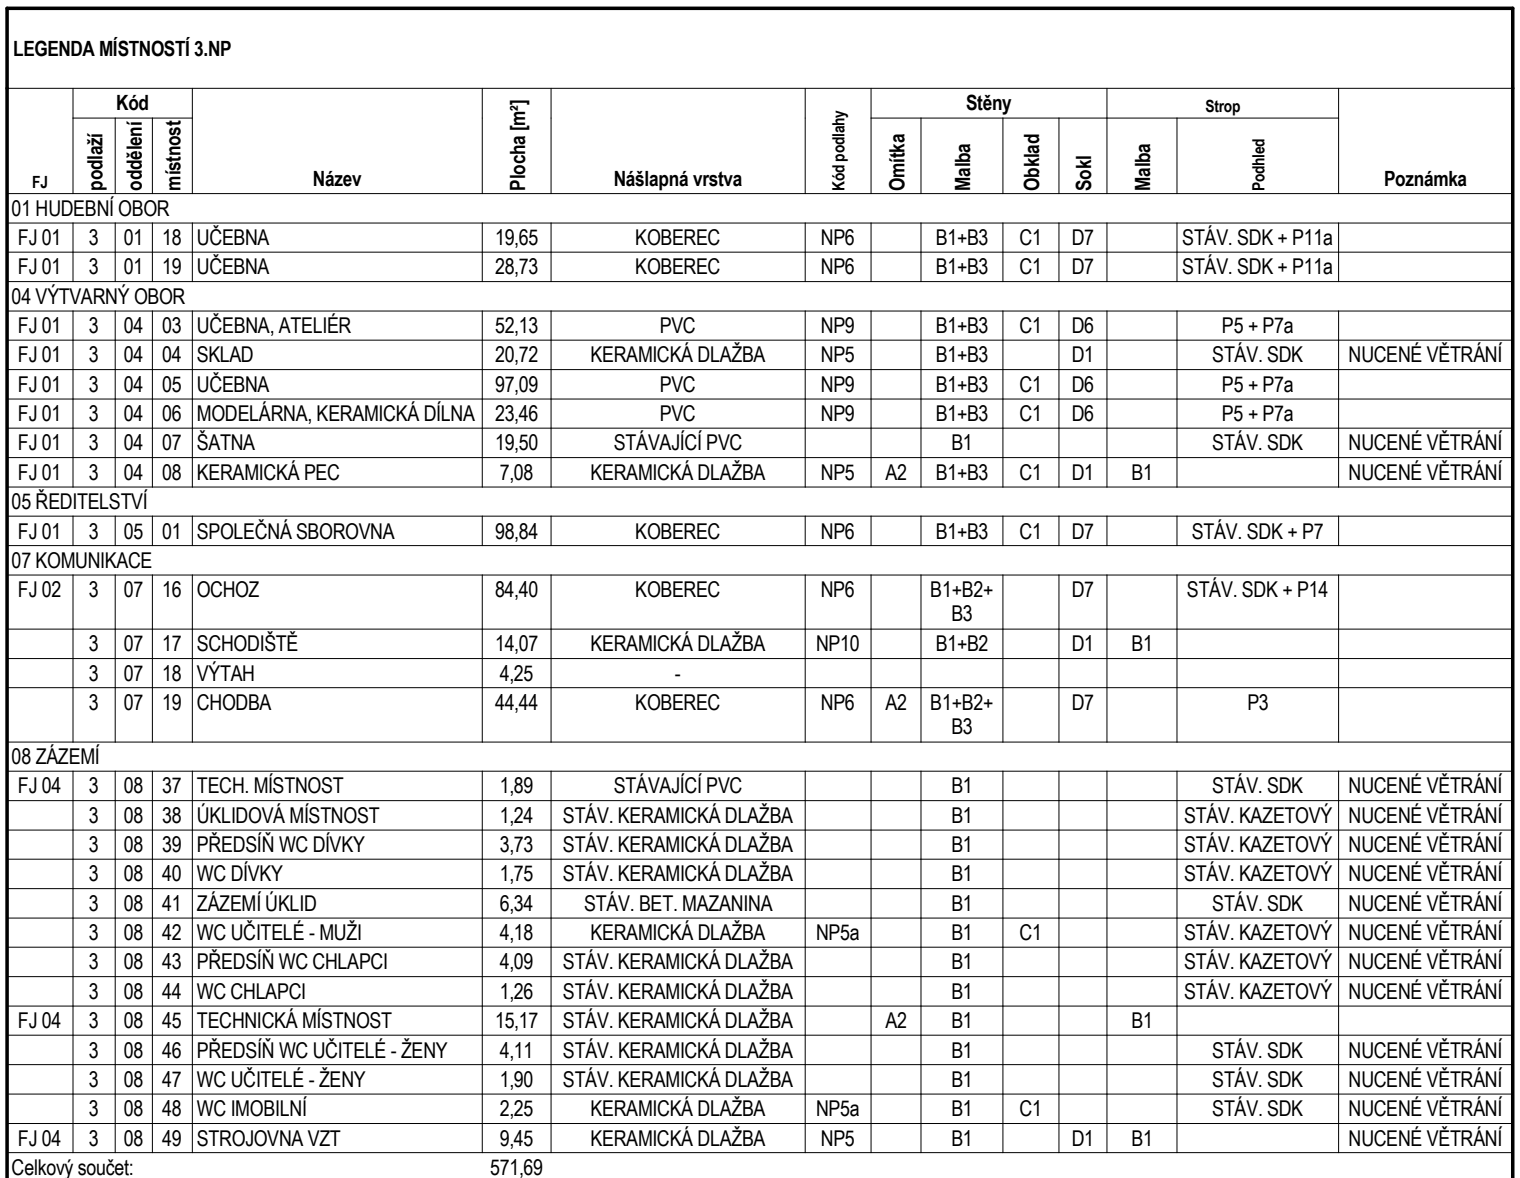 LEGENDA MÍSTNOSTÍ 3.NP
Kód Stěny Strop
FJ podlaží oddělení místnost Název Plocha [m²] Nášlapná vrstva Kód podlahy Omítka Malba Obklad Sokl Malba Podhled Poznámka
01 HUDEBNÍ OBOR
FJ 01 3 01 18 UČEBNA 19,65 KOBEREC NP6 B1+B3 C1 D7 STÁV. SDK + P11a
FJ 01 3 01 19 UČEBNA 28,73 KOBEREC NP6 B1+B3 C1 D7 STÁV. SDK + P11a
04 VÝTVARNÝ OBOR
FJ 01 3 04 03 UČEBNA, ATELIÉR 52,13 PVC NP9 B1+B3 C1 D6 P5 + P7a
FJ 01 3 04 04 SKLAD 20,72 KERAMICKÁ DLAŽBA NP5 B1+B3 D1 STÁV. SDK NUCENÉ VĚTRÁNÍ
FJ 01 3 04 05 UČEBNA 97,09 PVC NP9 B1+B3 C1 D6 P5 + P7a
FJ 01 3 04 06 MODELÁRNA, KERAMICKÁ DÍLNA 23,46 PVC NP9 B1+B3 C1 D6 P5 + P7a
FJ 01 3 04 07 ŠATNA 19,50 STÁVAJÍCÍ PVC B1 STÁV. SDK NUCENÉ VĚTRÁNÍ
FJ 01 3 04 08 KERAMICKÁ PEC 7,08 KERAMICKÁ DLAŽBA NP5 A2 B1+B3 C1 D1 B1 NUCENÉ VĚTRÁNÍ
05 ŘEDITELSTVÍ
FJ 01 3 05 01 SPOLEČNÁ SBOROVNA 98,84 KOBEREC NP6 B1+B3 C1 D7 STÁV. SDK + P7
07 KOMUNIKACE
FJ 02 3 07 16 OCHOZ 84,40 KOBEREC NP6 B1+B2+ D7 STÁV. SDK + P14
B3
3 07 17 SCHODIŠTĚ 14,07 KERAMICKÁ DLAŽBA NP10 B1+B2 D1 B1
3 07 18 VÝTAH 4,25 -
3 07 19 CHODBA 44,44 KOBEREC NP6 A2 B1+B2+ D7 P3
B3
08 ZÁZEMÍ
FJ 04 3 08 37 TECH. MÍSTNOST 1,89 STÁVAJÍCÍ PVC B1 STÁV. SDK NUCENÉ VĚTRÁNÍ
3 08 38 ÚKLIDOVÁ MÍSTNOST 1,24 STÁV. KERAMICKÁ DLAŽBA B1 STÁV. KAZETOVÝ NUCENÉ VĚTRÁNÍ
3 08 39 PŘEDSÍŇ WC DÍVKY 3,73 STÁV. KERAMICKÁ DLAŽBA B1 STÁV. KAZETOVÝ NUCENÉ VĚTRÁNÍ
3 08 40 WC DÍVKY 1,75 STÁV. KERAMICKÁ DLAŽBA B1 STÁV. KAZETOVÝ NUCENÉ VĚTRÁNÍ
3 08 41 ZÁZEMÍ ÚKLID 6,34 STÁV. BET. MAZANINA B1 STÁV. SDK NUCENÉ VĚTRÁNÍ
3 08 42 WC UČITELÉ - MUŽI 4,18 KERAMICKÁ DLAŽBA NP5a B1 C1 STÁV. KAZETOVÝ NUCENÉ VĚTRÁNÍ
3 08 43 PŘEDSÍŇ WC CHLAPCI 4,09 STÁV. KERAMICKÁ DLAŽBA B1 STÁV. KAZETOVÝ NUCENÉ VĚTRÁNÍ
3 08 44 WC CHLAPCI 1,26 STÁV. KERAMICKÁ DLAŽBA B1 STÁV. KAZETOVÝ NUCENÉ VĚTRÁNÍ
FJ 04 3 08 45 TECHNICKÁ MÍSTNOST 15,17 STÁV. KERAMICKÁ DLAŽBA A2 B1 B1
3 08 46 PŘEDSÍŇ WC UČITELÉ - ŽENY 4,11 STÁV. KERAMICKÁ DLAŽBA B1 STÁV. SDK NUCENÉ VĚTRÁNÍ
3 08 47 WC UČITELÉ - ŽENY 1,90 STÁV. KERAMICKÁ DLAŽBA B1 STÁV. SDK NUCENÉ VĚTRÁNÍ
3 08 48 WC IMOBILNÍ 2,25 KERAMICKÁ DLAŽBA NP5a B1 C1 STÁV. SDK NUCENÉ VĚTRÁNÍ
FJ 04 3 08 49 STROJOVNA VZT 9,45 KERAMICKÁ DLAŽBA NP5 B1 D1 B1 NUCENÉ VĚTRÁNÍ
Celkový součet: 571,69